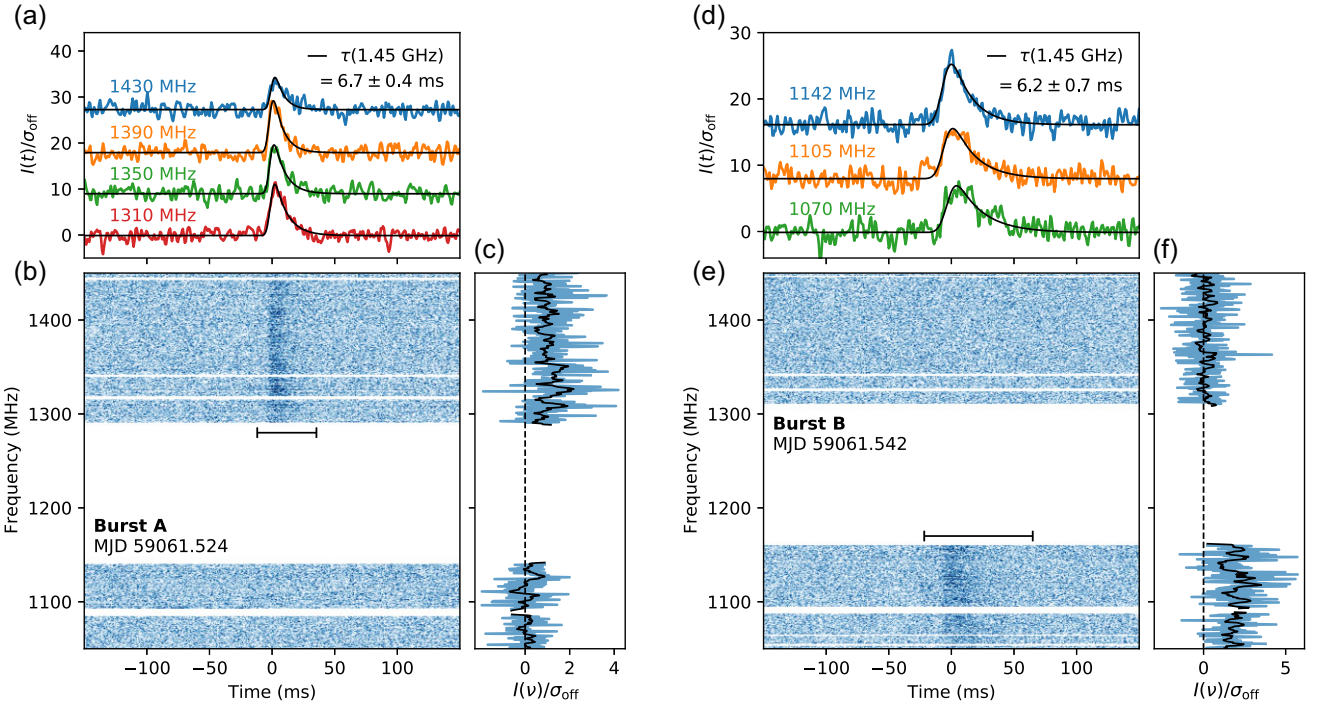 (a)
40
30
20
10
0
I(t)/σoff
τ(1.45 GHz)
= 6.7 ± 0.4 ms
1430 MHz
1390 MHz
1350 MHz
1310 MHz
(b)
1400
1300
1200
1100
Frequency (MHz)
Burst A
MJD 59061.524
−100 −50 0 50 100
Time (ms)
(c)
0 2 4
I(ν)/σoff
(d)
30
20
10
0
I(t)/σoff
τ(1.45 GHz)
= 6.2 ± 0.7 ms
1142 MHz
1105 MHz
1070 MHz
(e)
1400
1300
1200
1100
Frequency (MHz)
Burst B
MJD 59061.542
−100 −50 0 50 100
Time (ms)
(f)
0 5
I(ν)/σoff